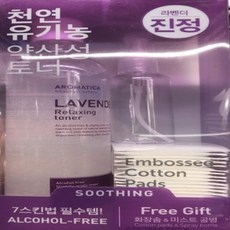 천연
유기농
약산성
토너
라벤더
진정
AROMATICA
LAVENDER
Relaxing
toner
Embossed
Cotton
Pads
SOOTHING
7스킨법 필수템!
ALCOHOL-FREE
Free Gift
화장솜 & 미스트 공병
Cotton pads x Spray bottle